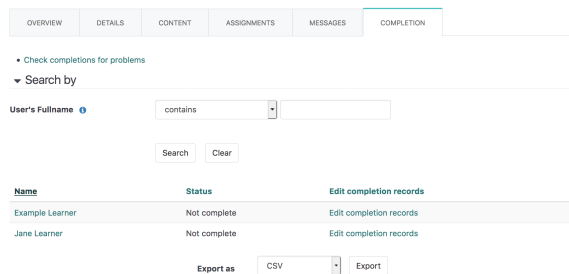 OVERVIEW DETAILS CONTENT ASSIGNMENTS MESSAGES COMPLETION
Check completions for problems
Search by
User's Fullname contains
Search Clear
Name Status Edit completion records
Example Learner Not complete Edit completion records
Jane Learner Not complete Edit completion records
Export as CSV Export